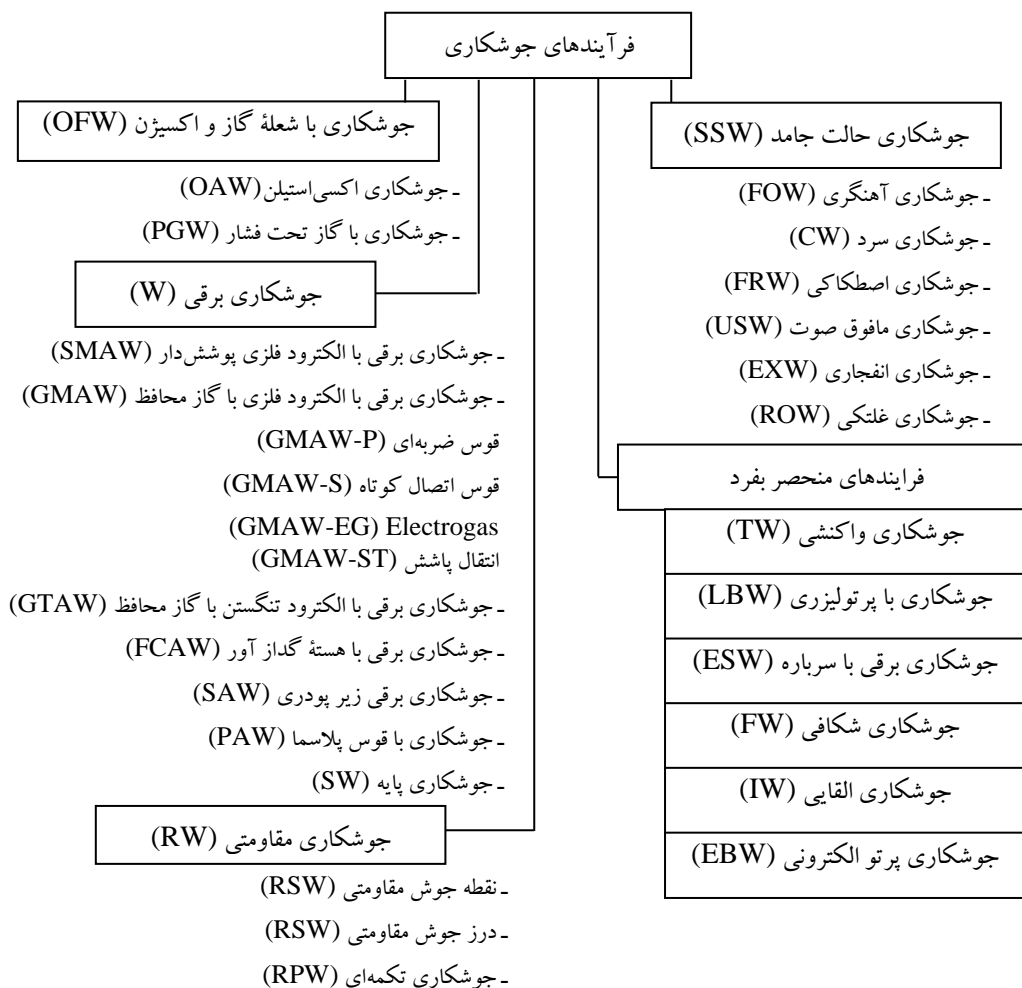 فرآیندهای جوشکاری
جوشکاری حالت جامد (SSW)
ـ جوشکاری آهنگری (FOW)
ـ جوشکاری سرد (CW)
ـ جوشکاری اصطکاکی (FRW)
ـ جوشکاری مافوق صوت (USW)
ـ جوشکاری انفجاری (EXW)
ـ جوشکاری غلتکی (ROW)
فرایندهای منحصر بفرد
جوشکاری واکنشی (TW)
جوشکاری با پرتولیزری (LBW)
جوشکاری برقی با سرباره (ESW)
جوشکاری شکافی (FW)
جوشکاری القایی (IW)
جوشکاری پرتو الکترونی (EBW)
جوشکاری با شعلهٔ گاز و اکسیژن (OFW)
ـ جوشکاری اکسی‌استیلن(OAW)
ـ جوشکاری با گاز تحت فشار (PGW)
جوشکاری برقی (W)
ـ جوشکاری برقی با الکترود فلزی پوشش‌دار (SMAW)
ـ جوشکاری برقی با الکترود فلزی با گاز محافظ (GMAW)
قوس ضربه‌ای (GMAW-P)
قوس اتصال کوتاه (GMAW-S)
Electrogas (GMAW-EG)
انتقال پاشش (GMAW-ST)
ـ جوشکاری برقی با الکترود تنگستن با گاز محافظ (GTAW)
ـ جوشکاری برقی با هستهٔ گداز آور (FCAW)
ـ جوشکاری برقی زیر پودری (SAW)
ـ جوشکاری با قوس پلاسما (PAW)
ـ جوشکاری پایه (SW)
جوشکاری مقاومتی (RW)
ـ نقطه جوش مقاومتی (RSW)
ـ درز جوش مقاومتی (RSW)
ـ جوشکاری تکمه‌ای (RPW)